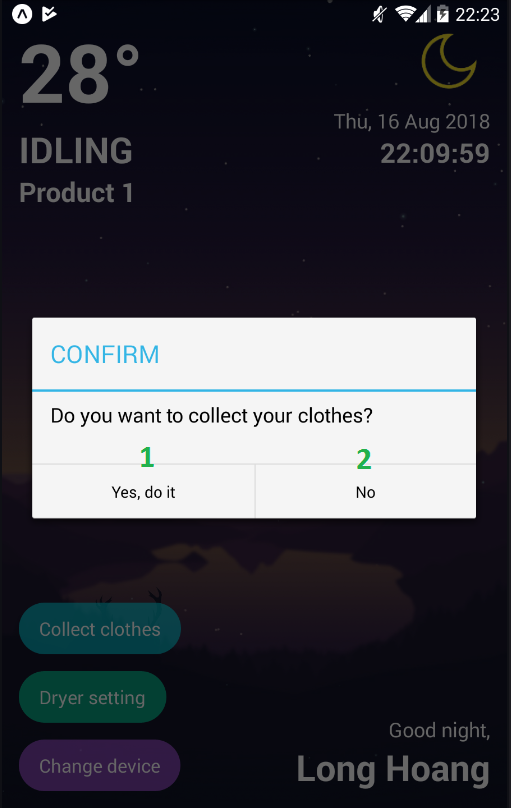 22:23
28°
Thu, 16 Aug 2018
IDLING
22:09:59
Product 1
CONFIRM
Do you want to collect your clothes?
1
2
Yes, do it
No
Collect clothes
Dryer setting
Change device
Good night,
Long Hoang